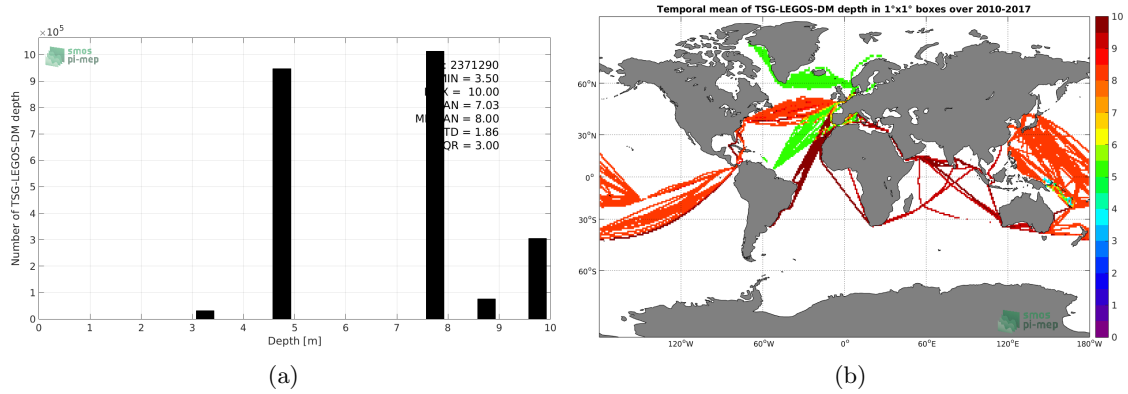 ×10⁵
smos
pi-mep
: 2371290
MIN = 3.50
= 10.00
AN = 7.03
AN = 8.00
TD = 1.86
QR = 3.00
10
9
8
7
6
5
4
3
2
1
0
Number of TSG-LEGOS-DM depth
0 1 2 3 4 5 6 7 8 9 10
Depth [m]
(a)
Temporal mean of TSG-LEGOS-DM depth in 1°x1° boxes over 2010-2017
60°N
30°N
0°
30°S
60°S
120°W 60°W 0° 60°E 120°E 180°W
smos
pi-mep
10
9
8
7
6
5
4
3
2
1
0
(b)